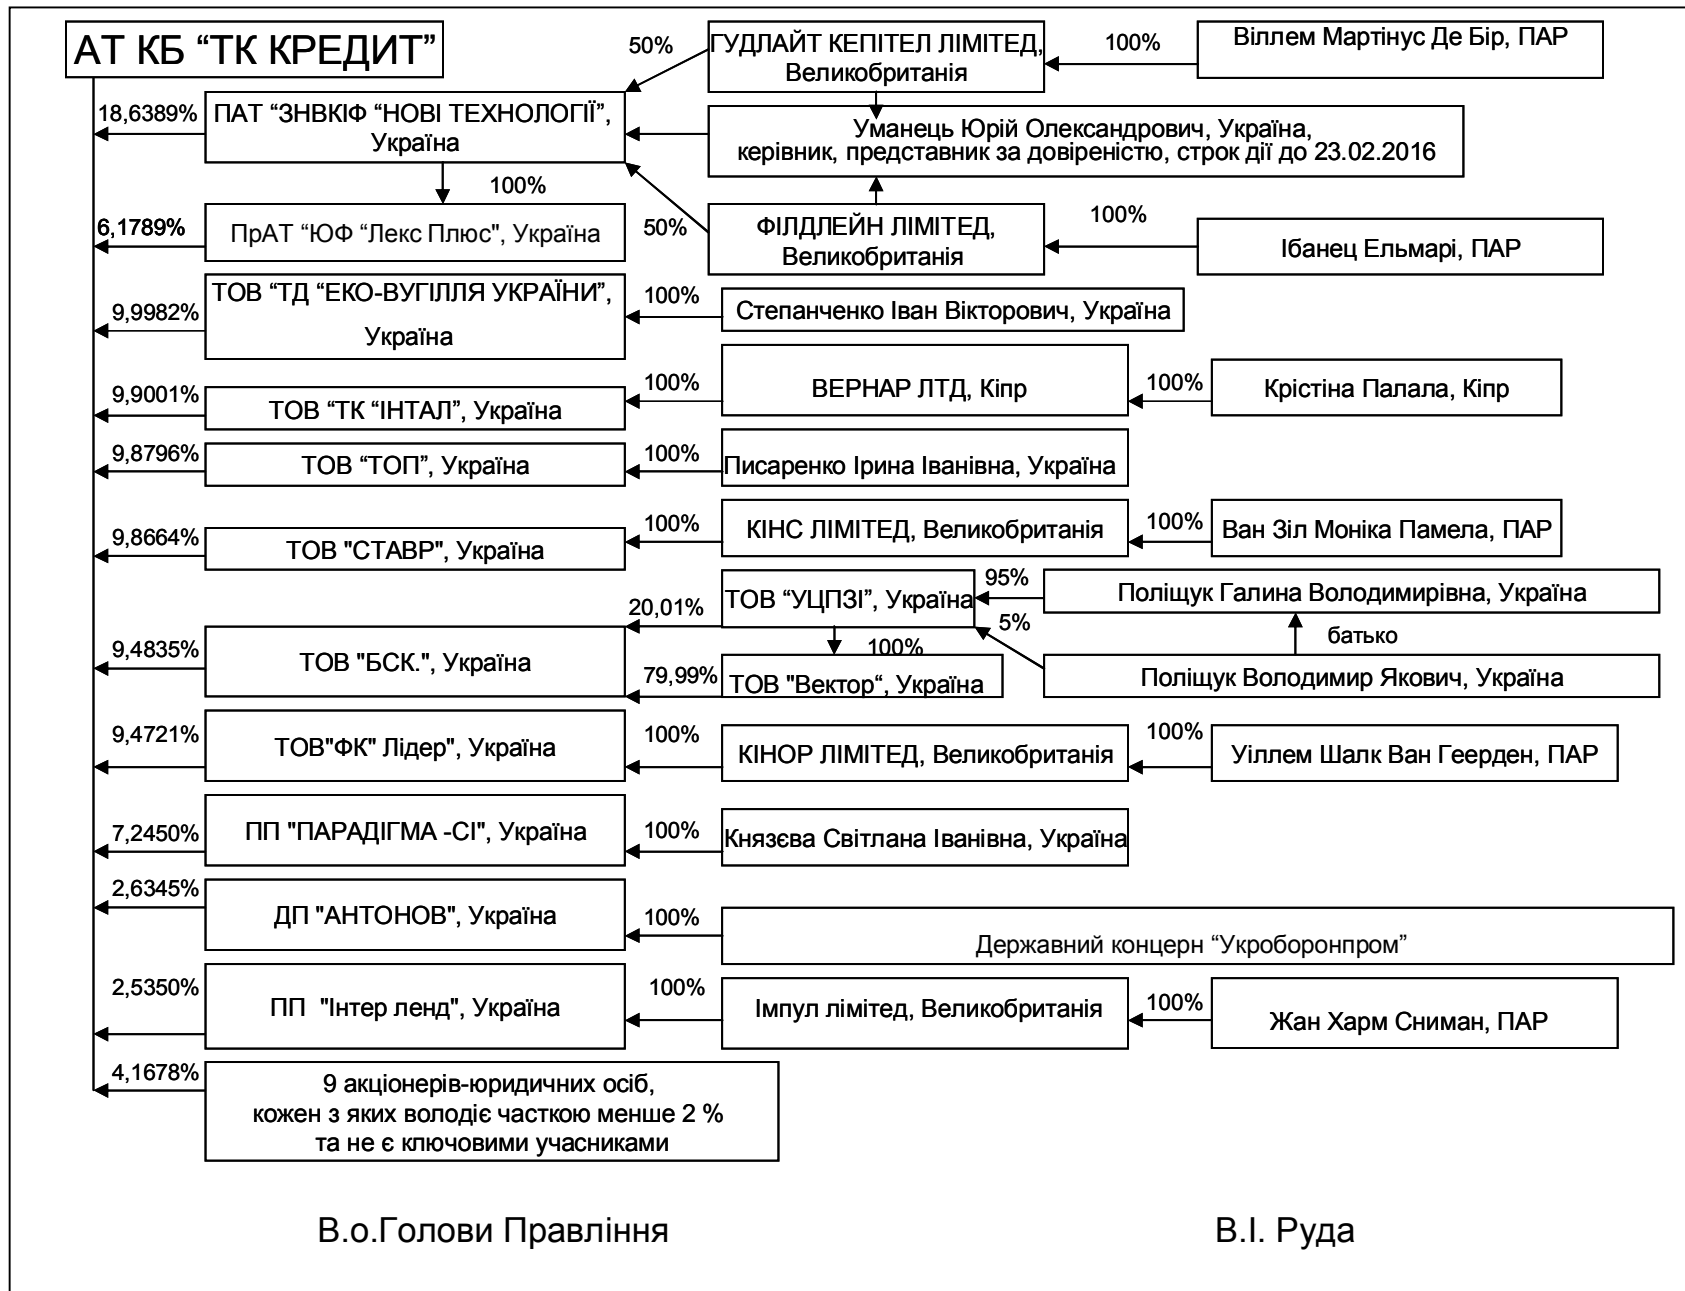 АТ КБ “ТК КРЕДИТ”
50%
ГУДЛАЙТ КЕПІТЕЛ ЛІМІТЕД,
Великобританія
100%
Віллем Мартінус Де Бір, ПАР
18,6389%
ПАТ “ЗНВКІФ “НОВІ ТЕХНОЛОГІЇ”,
Україна
Уманець Юрій Олександрович, Україна,
керівник, представник за довіреністю, строк дії до 23.02.2016
100%
6,1789%
ПрАТ “ЮФ “Лекс Плюс", Україна
50%
ФІЛДЛЕЙН ЛІМІТЕД,
Великобританія
100%
Ібанец Ельмарі, ПАР
9,9982%
ТОВ “ТД “ЕКО-ВУГІЛЛЯ УКРАЇНИ”,
Україна
100%
Степанченко Іван Вікторович, Україна
9,9001%
ТОВ “ТК “ІНТАЛ”, Україна
100%
ВЕРНАР ЛТД, Кіпр
100%
Крістіна Палала, Кіпр
9,8796%
ТОВ “ТОП”, Україна
100%
Писаренко Ірина Іванівна, Україна
9,8664%
ТОВ "СТАВР", Україна
100%
КІНС ЛІМІТЕД, Великобританія
100%
Ван Зіл Моніка Памела, ПАР
20,01%
ТОВ “УЦПЗІ”, Україна
95%
Поліщук Галина Володимирівна, Україна
5%
батько
9,4835%
ТОВ "БСК.", Україна
100%
79,99%
ТОВ "Вектор“, Україна
Поліщук Володимир Якович, Україна
9,4721%
ТОВ"ФК" Лідер", Україна
100%
КІНОР ЛІМІТЕД, Великобританія
100%
Уіллем Шалк Ван Геерден, ПАР
7,2450%
ПП "ПАРАДІГМА -СІ", Україна
100%
Князєва Світлана Іванівна, Україна
2,6345%
ДП "АНТОНОВ", Україна
100%
Державний концерн “Укроборонпром”
2,5350%
ПП "Інтер ленд", Україна
100%
Імпул лімітед, Великобританія
100%
Жан Харм Сниман, ПАР
4,1678%
9 акціонерів-юридичних осіб,
кожен з яких володіє часткою менше 2 %
та не є ключовими учасниками
В.о.Голови Правління
В.І. Руда